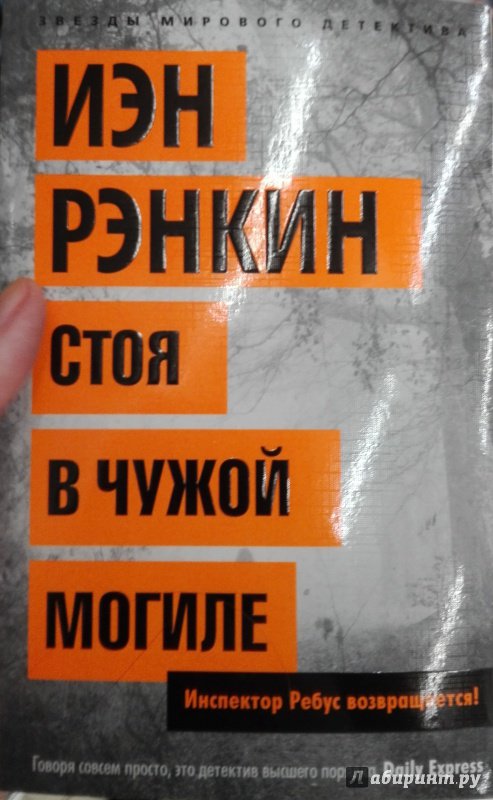 ЗВЕЗДЫ МИРОВОГО ДЕТЕКТИВА
ИЭН
РЭНКИН
СТОЯ
В ЧУЖОЙ
МОГИЛЕ
Инспектор Ребус возвращается!
Говоря совсем просто, это детектив высшего Daily Express
Лабиринт.ру